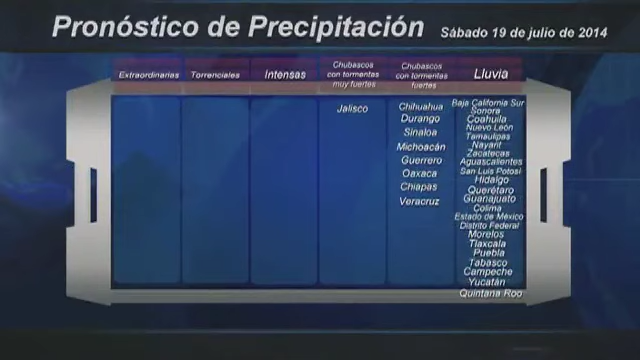 Pronóstico de Precipitación
Sábado 19 de julio de 2014
Extraordinarias
Torrenciales
Intensas
Chubascos
con tormentas
muy fuertes
Chubascos
con tormentas
fuertes
Lluvia
Jalisco
Chihuahua
Durango
Sinaloa
Michoacán
Guerrero
Oaxaca
Chiapas
Veracruz
Baja California Sur
Sonora
Coahuila
Nuevo León
Tamaulipas
Nayarit
Zacatecas
Aguascalientes
San Luis Potosí
Hidalgo
Querétaro
Guanajuato
Colima
Estado de México
Distrito Federal
Morelos
Tlaxcala
Puebla
Tabasco
Campeche
Yucatán
Quintana Roo